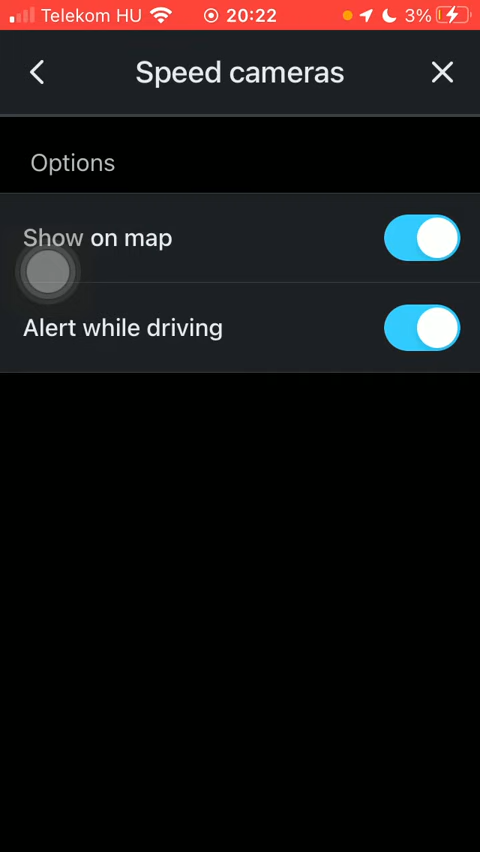 Telekom HU 20:22 3%
Speed cameras
Options
Show on map
Alert while driving